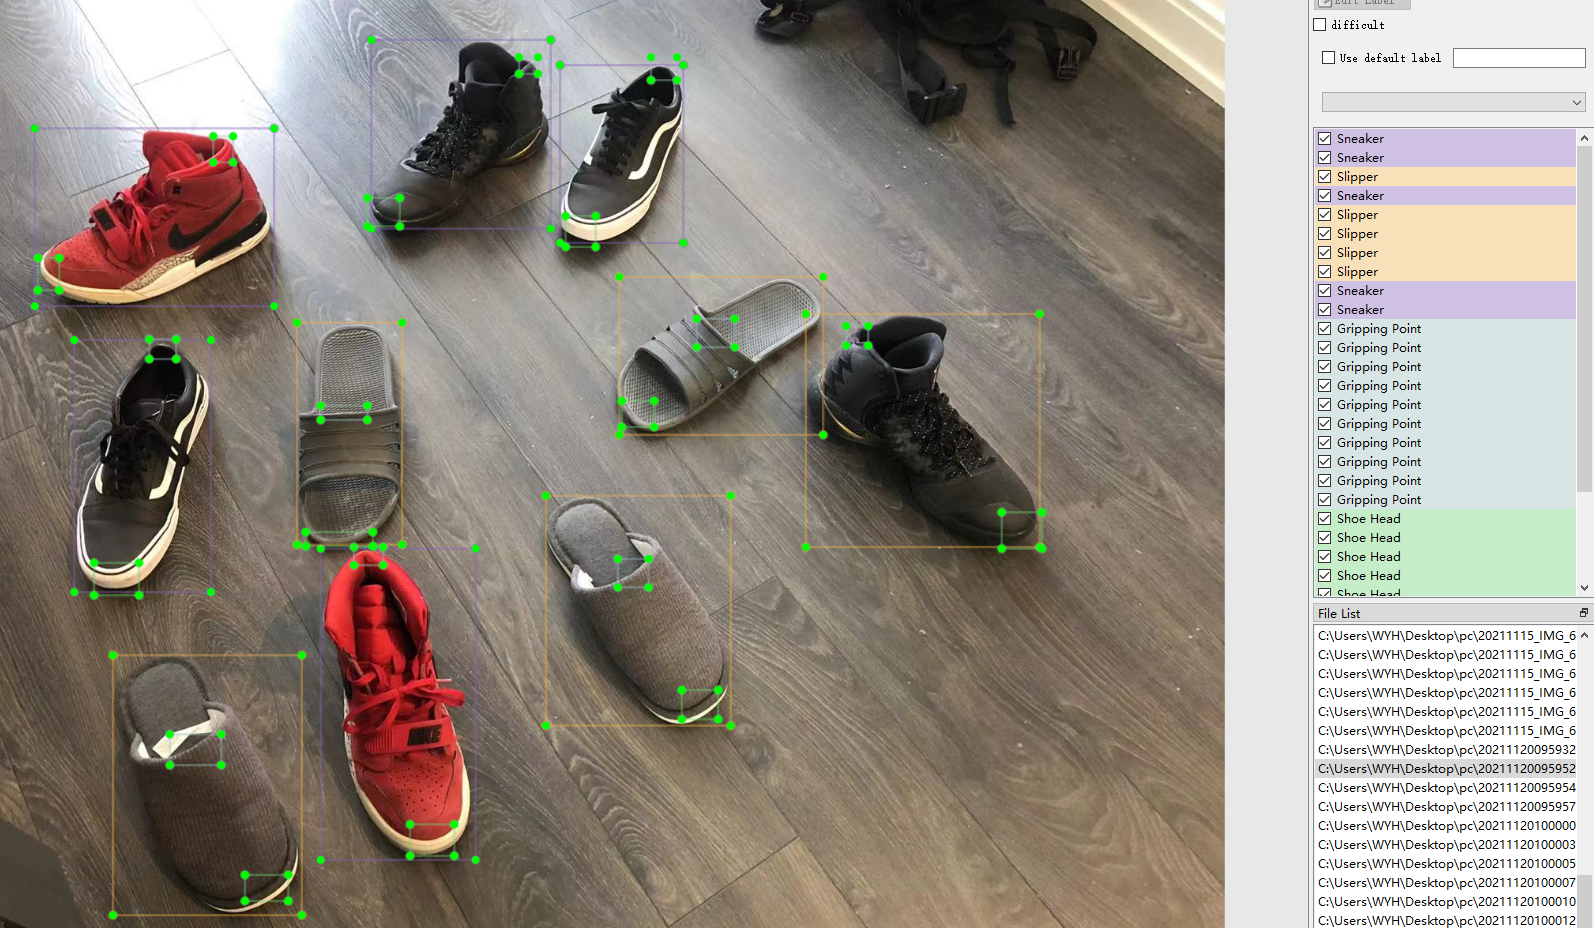 Edit Label
difficult
Use default label
Sneaker
Sneaker
Slipper
Sneaker
Slipper
Slipper
Slipper
Slipper
Sneaker
Sneaker
Gripping Point
Gripping Point
Gripping Point
Gripping Point
Gripping Point
Gripping Point
Gripping Point
Gripping Point
Gripping Point
Gripping Point
Shoe Head
Shoe Head
Shoe Head
Shoe Head
Shoe Head
File List
C:\Users\WYH\Desktop\pc\20211115_IMG_6
C:\Users\WYH\Desktop\pc\20211115_IMG_6
C:\Users\WYH\Desktop\pc\20211115_IMG_6
C:\Users\WYH\Desktop\pc\20211115_IMG_6
C:\Users\WYH\Desktop\pc\20211115_IMG_6
C:\Users\WYH\Desktop\pc\20211115_IMG_6
C:\Users\WYH\Desktop\pc\20211120095932
C:\Users\WYH\Desktop\pc\20211120095952
C:\Users\WYH\Desktop\pc\20211120095954
C:\Users\WYH\Desktop\pc\20211120095957
C:\Users\WYH\Desktop\pc\20211120100000
C:\Users\WYH\Desktop\pc\20211120100003
C:\Users\WYH\Desktop\pc\20211120100005
C:\Users\WYH\Desktop\pc\20211120100007
C:\Users\WYH\Desktop\pc\20211120100010
C:\Users\WYH\Desktop\pc\20211120100012
NIKE